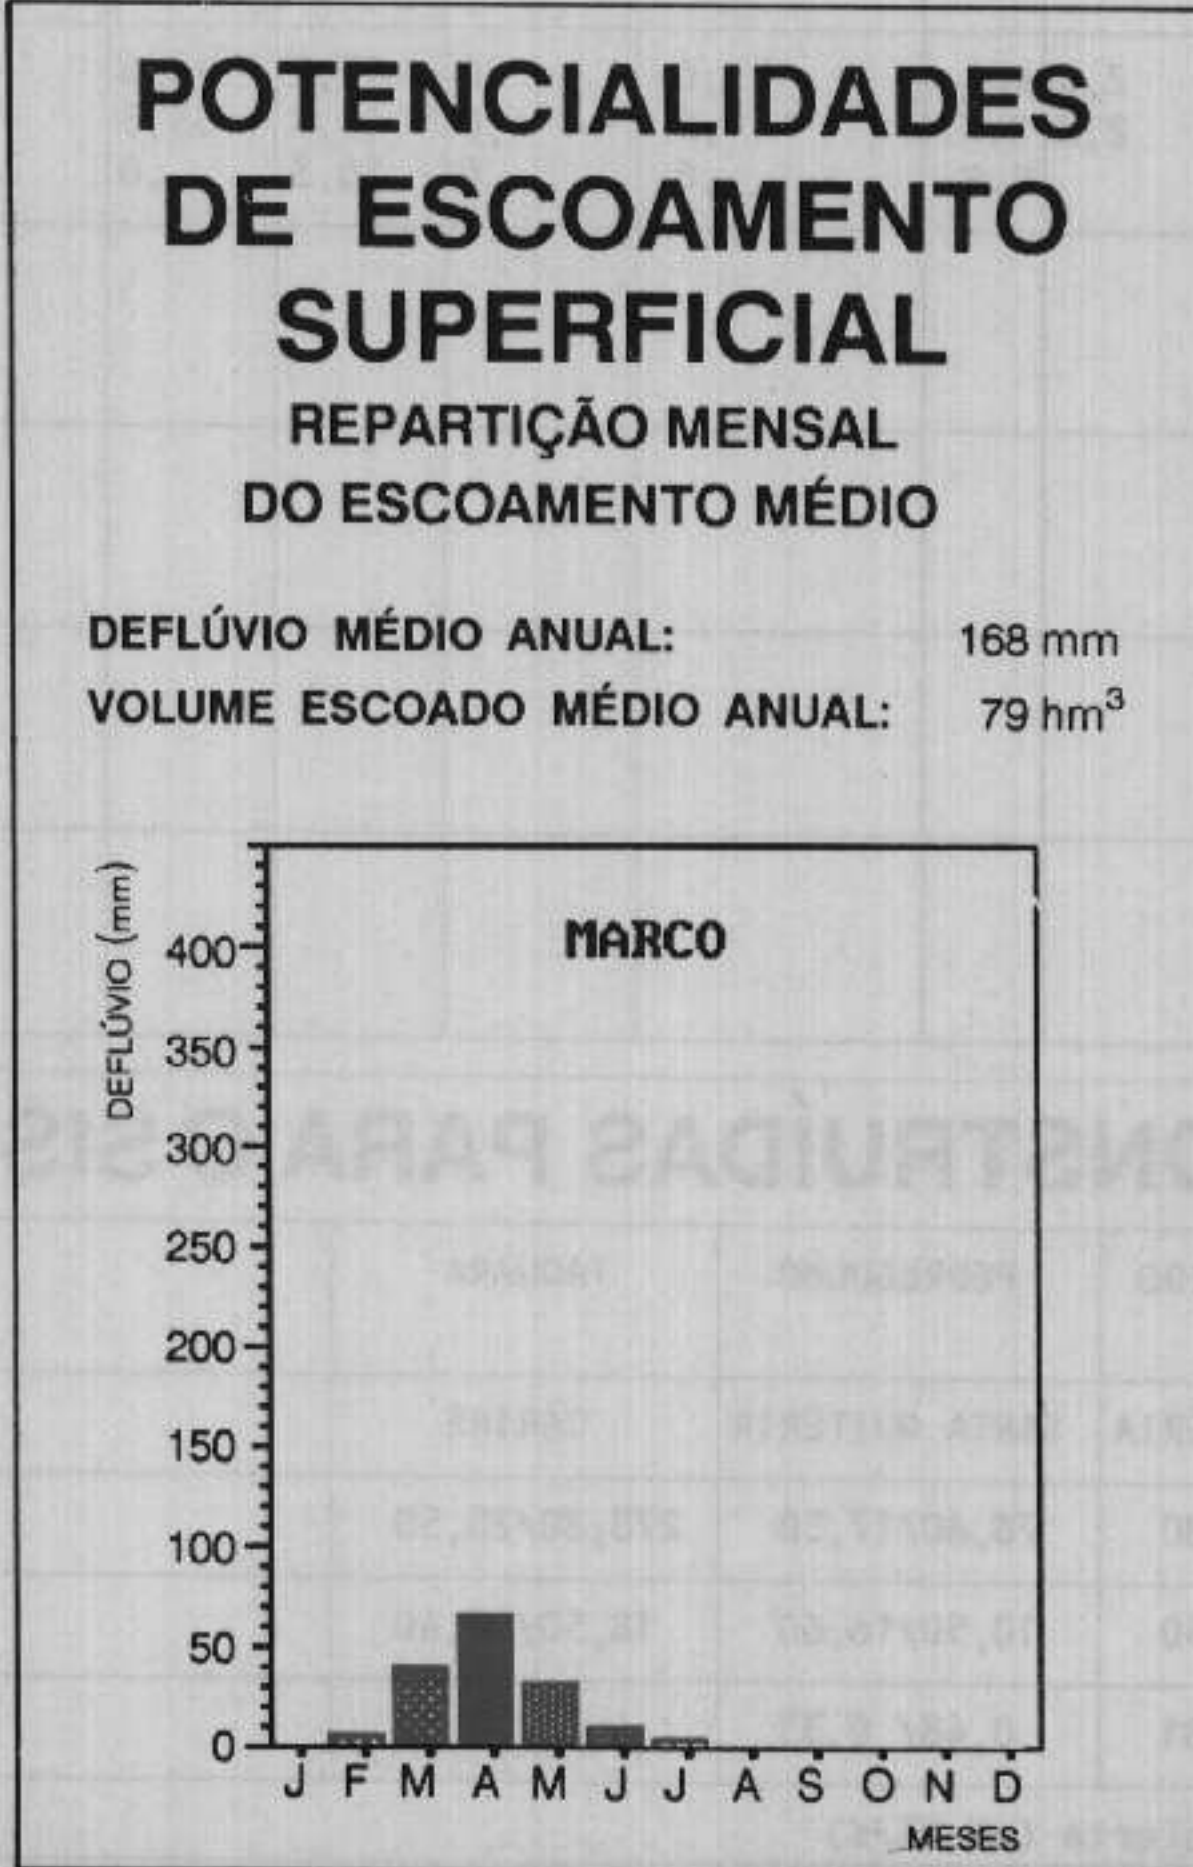 POTENCIALIDADES
DE ESCOAMENTO
SUPERFICIAL
REPARTIÇÃO MENSAL
DO ESCOAMENTO MÉDIO
DEFLÚVIO MÉDIO ANUAL: 168 mm
VOLUME ESCOADO MÉDIO ANUAL: 79 hm³
DEFLÚVIO (mm)
MARCO
400
350
300
250
200
150
100
50
0
J F M A M J J A S O N D
MESES